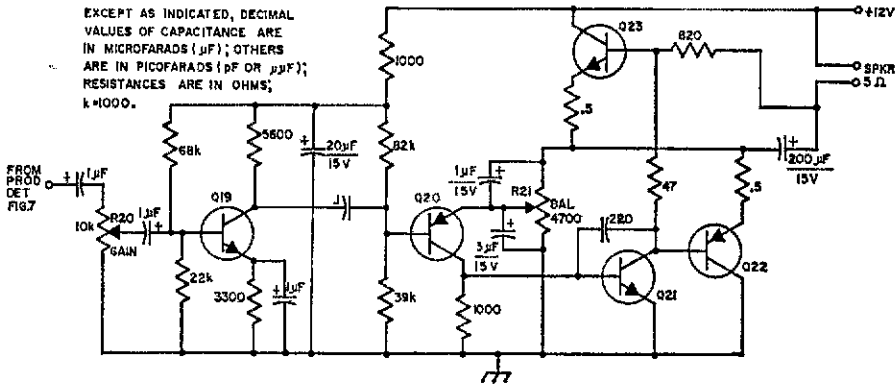 EXCEPT AS INDICATED, DECIMAL
VALUES OF CAPACITANCE ARE
IN MICROFARADS (µF); OTHERS
ARE IN PICOFARADS (pF OR µµF);
RESISTANCES ARE IN OHMS;
k=1000.
+12V
Q23
820
1000
SPKR
5Ω
.5
68k
5600
20µF
15V
82k
FROM
PROD
DET
FIG.7
1µF
200µF
15V
Q19
1µF
15V
47
.5
R20
1µF
Q20
R21
BAL
4700
10k
GAIN
220
3µF
15V
Q22
22k
3300
1µF
39k
1000
Q21